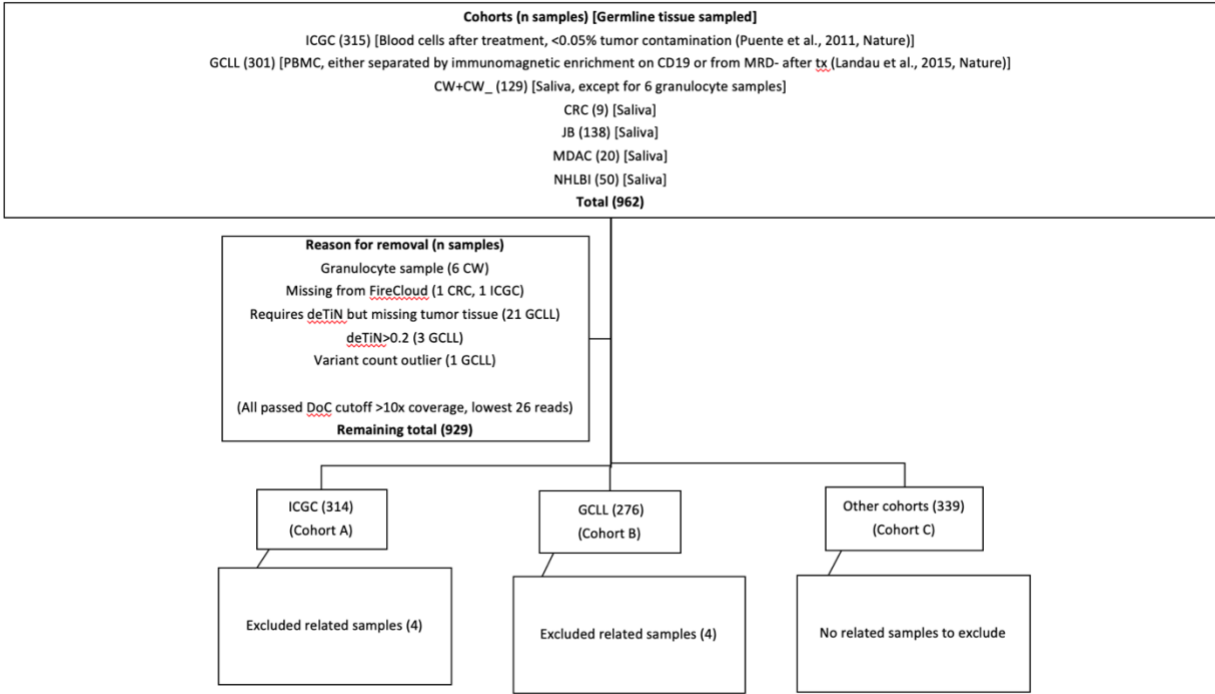 Cohorts (n samples) [Germline tissue sampled]
ICGC (315) [Blood cells after treatment, <0.05% tumor contamination (Puente et al., 2011, Nature)]
GCLL (301) [PBMC, either separated by immunomagnetic enrichment on CD19 or from MRD- after tx (Landau et al., 2015, Nature)]
CW+CW_ (129) [Saliva, except for 6 granulocyte samples]
CRC (9) [Saliva]
JB (138) [Saliva]
MDAC (20) [Saliva]
NHLBI (50) [Saliva]
Total (962)
Reason for removal (n samples)
Granulocyte sample (6 CW)
Missing from FireCloud (1 CRC, 1 ICGC)
Requires deTiN but missing tumor tissue (21 GCLL)
deTiN>0.2 (3 GCLL)
Variant count outlier (1 GCLL)
(All passed DoC cutoff >10x coverage, lowest 26 reads)
Remaining total (929)
ICGC (314)
(Cohort A)
GCLL (276)
(Cohort B)
Other cohorts (339)
(Cohort C)
Excluded related samples (4)
Excluded related samples (4)
No related samples to exclude